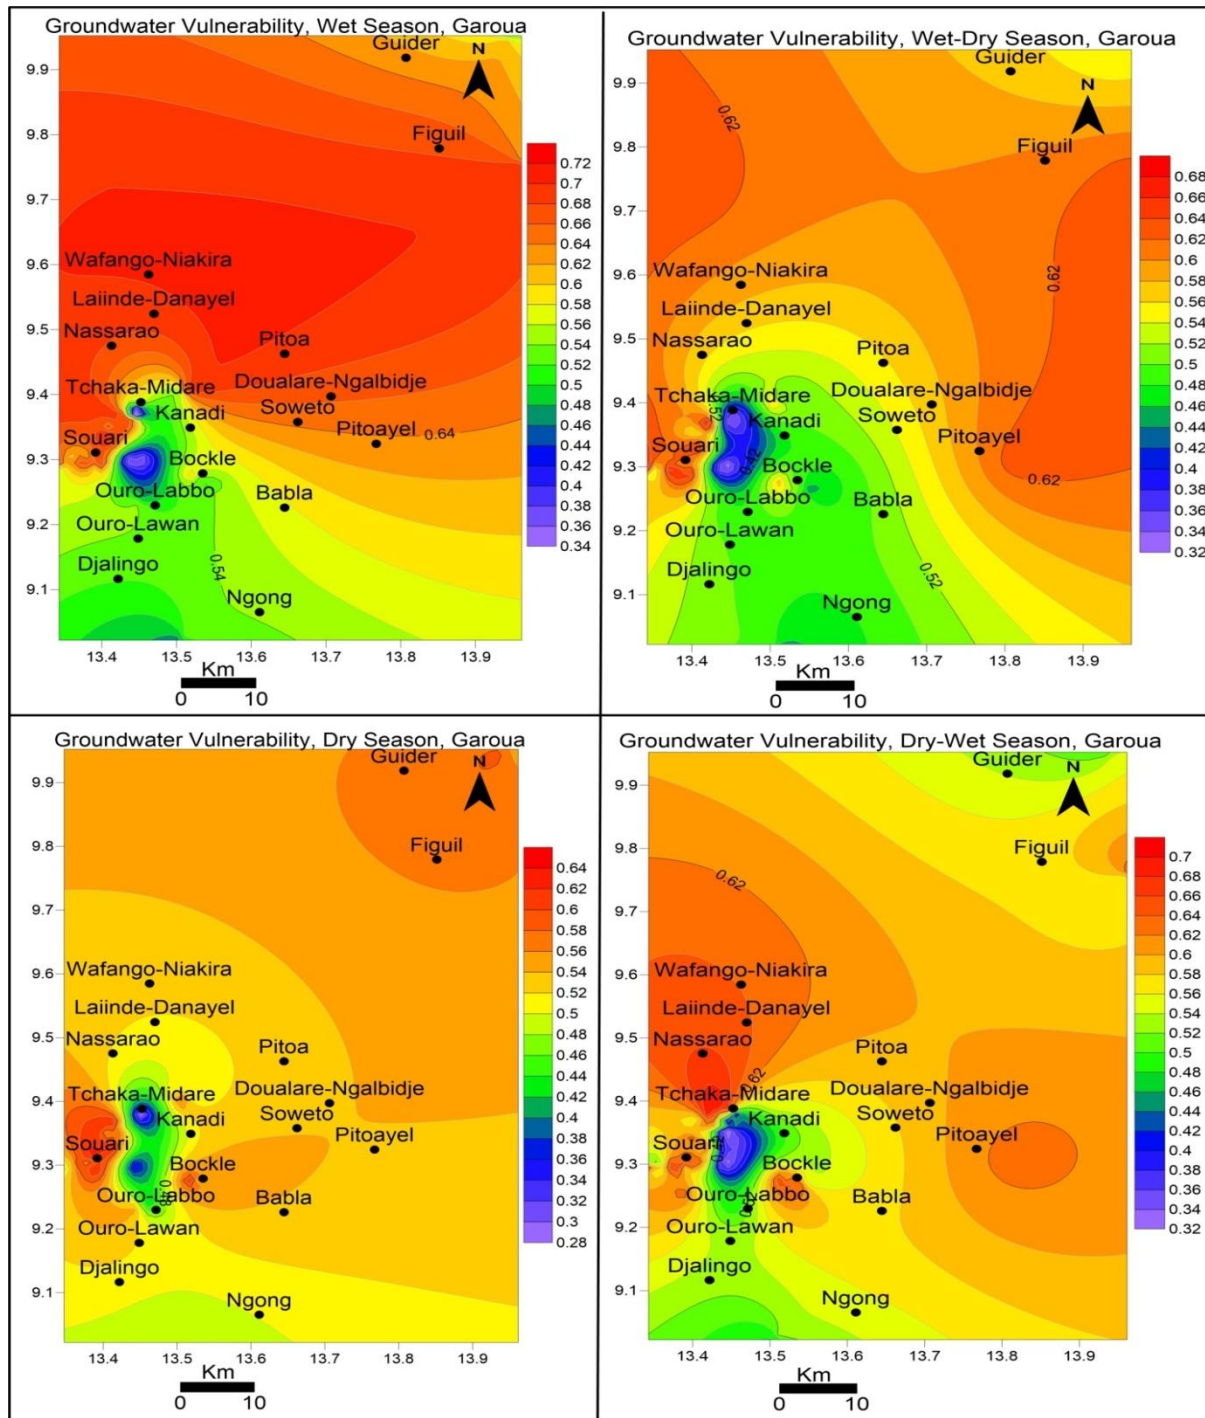 Groundwater Vulnerability, Wet Season, Garoua
Guider
N
9.9
Figuil
9.8
0.72
0.7
9.7
0.68
0.66
0.64
Wafango-Niakira
0.62
9.6
0.6
Laiinde-Danayel
0.58
0.56
9.5
Nassarao
Pitoa
0.54
0.52
Tchaka-Midare
Doualare-Ngalbidje
0.5
9.4
Kanadi
Soweto
0.48
0.46
Souari
Pitoayel
0.64
0.44
9.3
Bockle
0.42
Ouro-Labbo
Babla
0.4
0.38
9.2
Ouro-Lawan
0.36
0.34
Djalingo
0.54
9.1
Ngong
13.4
13.5
13.6
13.7
13.8
13.9
Km
0
10
Groundwater Vulnerability, Wet-Dry Season, Garoua
Guider
9.9
N
0.62
Figuil
9.8
0.68
0.66
9.7
0.64
0.62
Wafango-Niakira
0.6
9.6
0.62
0.58
Laiinde-Danayel
0.56
9.5
Nassarao
0.54
Pitoa
0.52
0.5
Tchaka-Midare
Doualare-Ngalbidje
0.48
9.4
0.52
Kanadi
Soweto
0.46
0.44
Souari
Pitoayel
0.42
9.3
0.42
Bockle
0.62
0.4
Ouro-Labbo
Babla
0.38
0.36
9.2
Ouro-Lawan
0.34
0.32
Djalingo
0.52
9.1
Ngong
13.4
13.5
13.6
13.7
13.8
13.9
Km
0
10
Groundwater Vulnerability, Dry Season, Garoua
Guider
N
9.9
Figuil
9.8
0.64
0.62
9.7
0.6
0.58
0.56
Wafango-Niakira
0.54
9.6
0.52
Laiinde-Danayel
0.5
9.5
Nassarao
0.48
Pitoa
0.46
0.44
Tchaka-Midare
Doualare-Ngalbidje
0.42
9.4
Kanadi
Soweto
0.4
0.38
Souari
Pitoayel
0.36
9.3
Bockle
0.34
0.48
Ouro-Labbo
Babla
0.32
9.2
Ouro-Lawan
0.3
0.28
Djalingo
9.1
Ngong
13.4
13.5
13.6
13.7
13.8
13.9
Km
0
10
Groundwater Vulnerability, Dry-Wet Season, Garoua
Guider
N
9.9
Figuil
9.8
0.62
0.7
0.68
9.7
0.66
0.64
Wafango-Niakira
0.62
9.6
0.6
Laiinde-Danayel
0.58
0.56
9.5
Nassarao
Pitoa
0.54
0.62
0.52
Tchaka-Midare
Doualare-Ngalbidje
0.5
9.4
0.48
Kanadi
Soweto
0.46
Souari
Pitoayel
0.44
0.42
9.3
Bockle
0.4
Ouro-Labbo
Babla
0.38
0.36
9.2
Ouro-Lawan
0.34
0.32
Djalingo
9.1
Ngong
13.4
13.5
13.6
13.7
13.8
13.9
Km
0
10